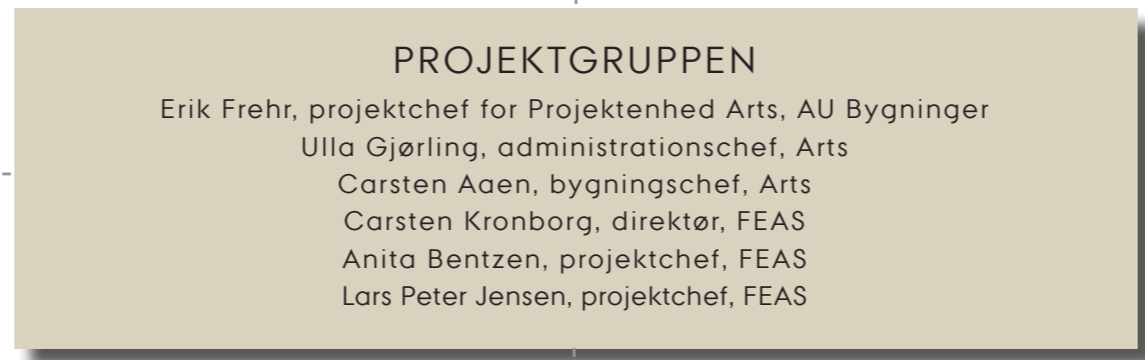 PROJEKTGRUPPEN
Erik Frehr, projektchef for Projektenhed Arts, AU Bygninger
Ulla Gjørling, administrationschef, Arts
Carsten Aaen, bygningschef, Arts
Carsten Kronborg, direktør, FEAS
Anita Bentzen, projektchef, FEAS
Lars Peter Jensen, projektchef, FEAS